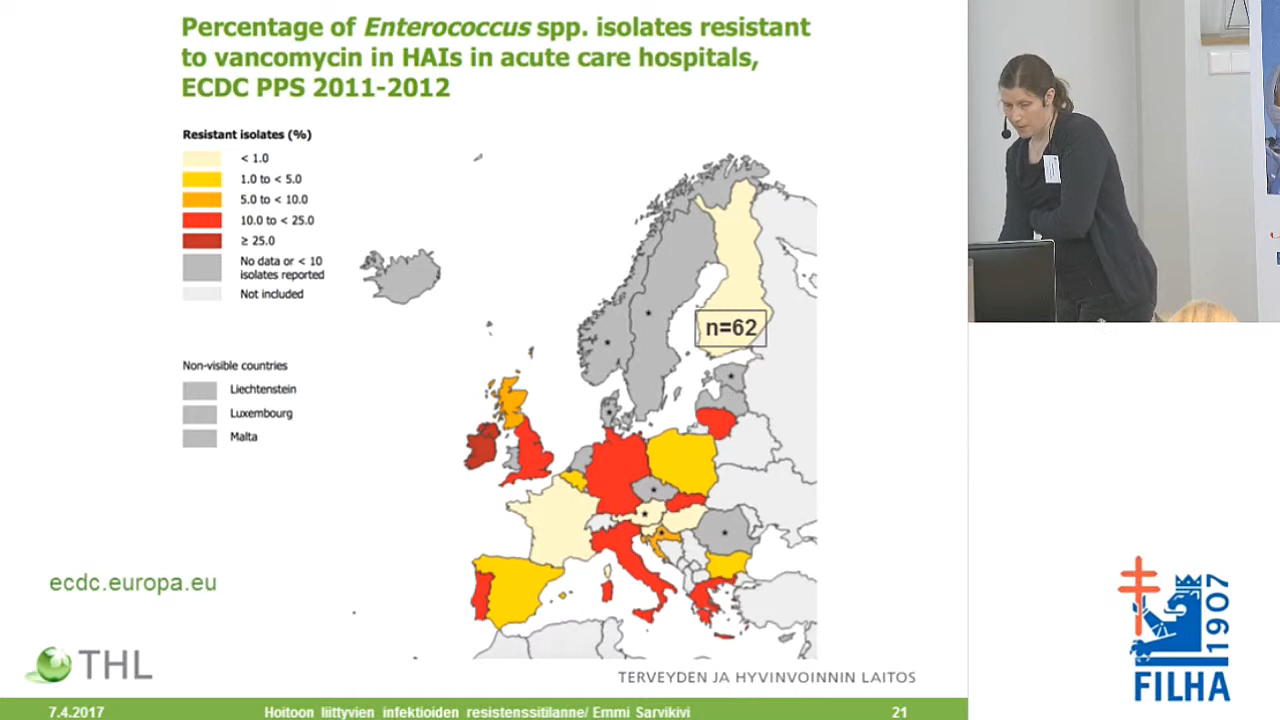 Percentage of Enterococcus spp. isolates resistant
to vancomycin in HAIs in acute care hospitals,
ECDC PPS 2011-2012
Resistant isolates (%)
< 1.0
1.0 to < 5.0
5.0 to < 10.0
10.0 to < 25.0
≥ 25.0
No data or < 10
isolates reported
Not included
n=62
Non-visible countries
Liechtenstein
Luxembourg
Malta
ecdc.europa.eu
THL
TERVEYDEN JA HYVINVOINNIN LAITOS
7.4.2017
Hoitoon liittyvien infektioiden resistenssitilanne/ Emmi Sarvikivi
21
1907
FILHA